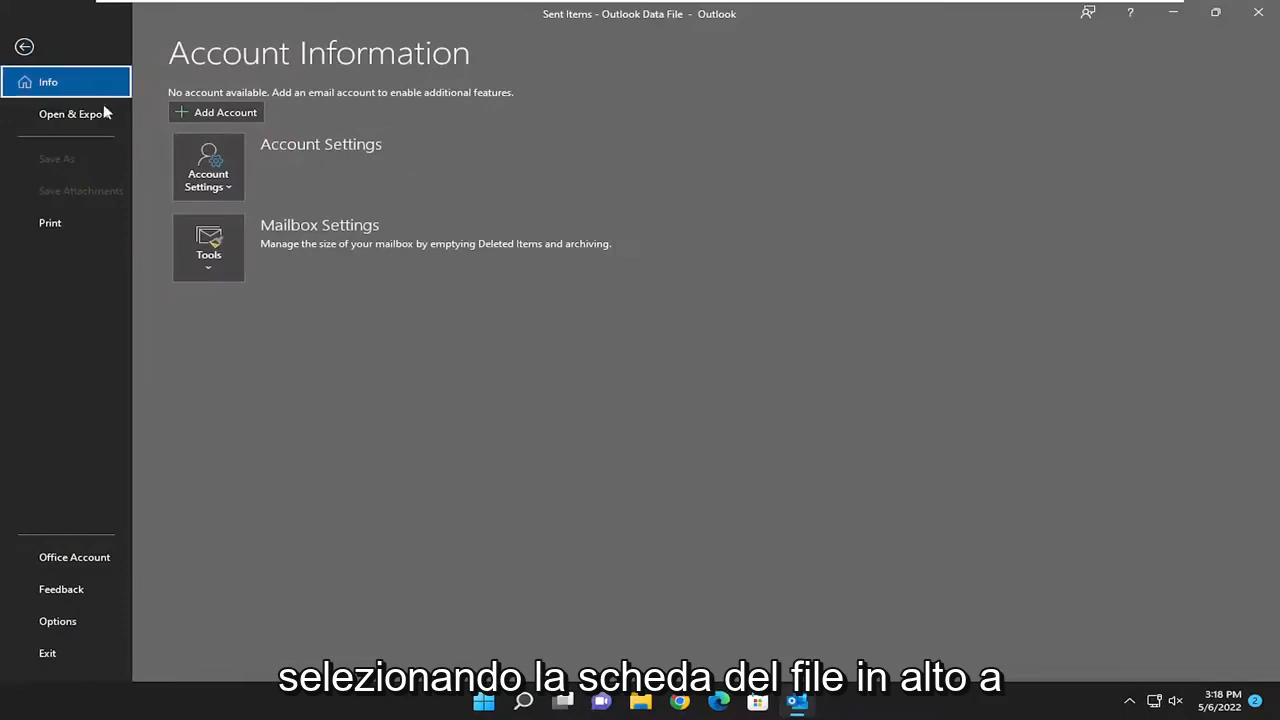 Sent Items - Outlook Data File - Outlook
?
Account Information
Info
No account available. Add an email account to enable additional features.
Open & Expo
Add Account
Account Settings
Account
Settings
Save As
Save Attachments
Print
Mailbox Settings
Manage the size of your mailbox by emptying Deleted Items and archiving.
Tools
Office Account
Feedback
Options
Exit
selezionando la scheda del file in alto a
3:18 PM
5/6/2022
2